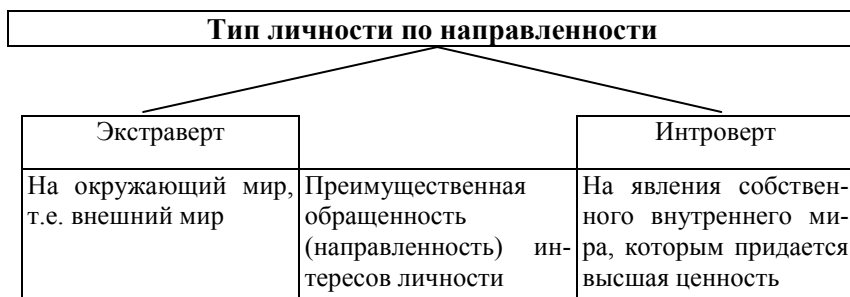 Тип личности по направленности
Экстраверт
Интроверт
На окружающий мир,
т.е. внешний мир
Преимущественная
обращенность
(направленность) ин-
тересов личности
На явления собствен-
ного внутреннего ми-
ра, которым придается
высшая ценность